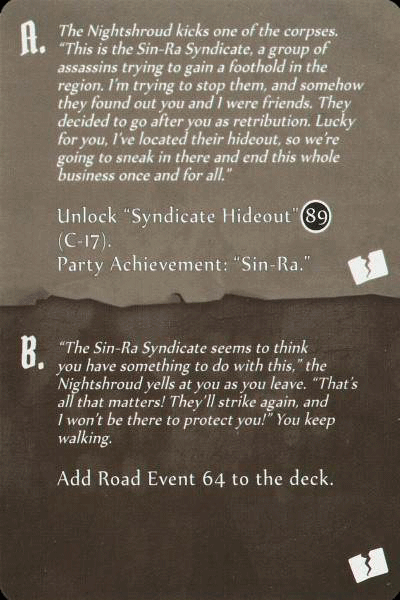 A.
The Nightshroud kicks one of the corpses.
“This is the Sin-Ra Syndicate, a group of
assassins trying to gain a foothold in the
region. I’m trying to stop them, and somehow
they found out you and I were friends. They
decided to go after you as retribution. Lucky
for you, I’ve located their hideout, so we’re
going to sneak in there and end this whole
business once and for all.”
Unlock “Syndicate Hideout” 89
(C-17).
Party Achievement: “Sin-Ra.”
B.
“The Sin-Ra Syndicate seems to think
you have something to do with this,” the
Nightshroud yells at you as you leave. “That’s
all that matters! They’ll strike again, and
I won’t be there to protect you!” You keep
walking.
Add Road Event 64 to the deck.